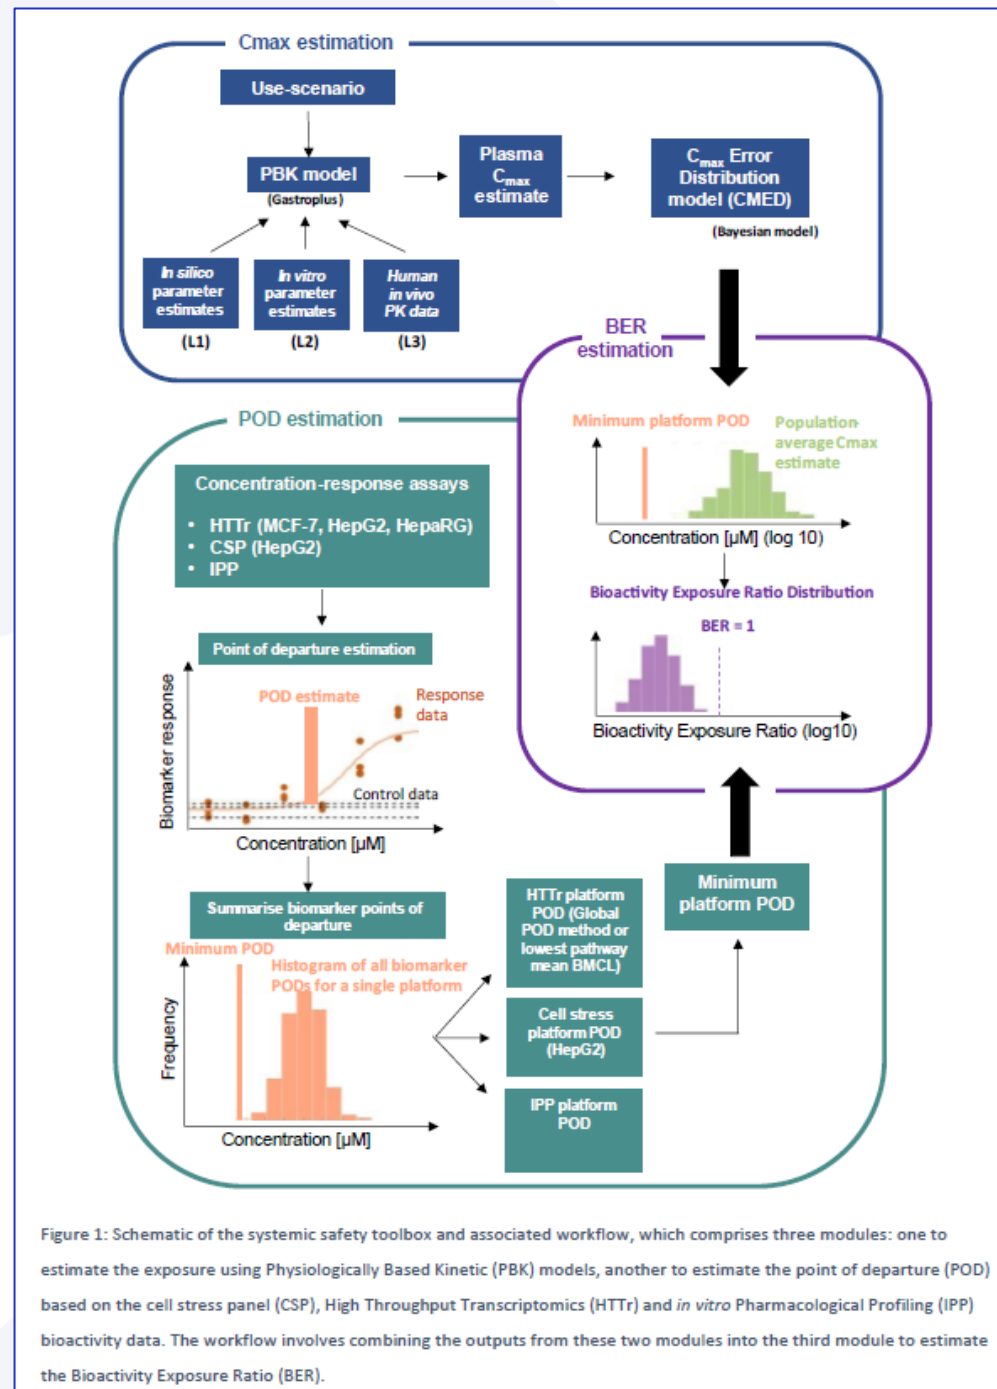 Cmax estimation
Use-scenario
PBK model
(Gastroplus)
Plasma
Cmax
estimate
Cmax Error
Distribution
model (CMED)
(Bayesian model)
In silico
parameter
estimates
(L1)
In vitro
parameter
estimates
(L2)
Human
in vivo
PK data
(L3)
BER
estimation
Minimum platform POD
Population-
average Cmax
estimate
Concentration [µM] (log 10)
Bioactivity Exposure Ratio Distribution
BER = 1
Bioactivity Exposure Ratio (log10)
POD estimation
Concentration-response assays
• HTTr (MCF-7, HepG2, HepaRG)
• CSP (HepG2)
• IPP
Point of departure estimation
Biomarker response
POD estimate
Response
data
Control data
Concentration [µM]
Summarise biomarker points of
departure
Minimum POD
Histogram of all biomarker
PODs for a single platform
Frequency
Concentration [µM]
HTTr platform
POD (Global
POD method or
lowest pathway
mean BMCL)
Cell stress
platform POD
(HepG2)
IPP platform
POD
Minimum
platform POD
Figure 1: Schematic of the systemic safety toolbox and associated workflow, which comprises three modules: one to
estimate the exposure using Physiologically Based Kinetic (PBK) models, another to estimate the point of departure (POD)
based on the cell stress panel (CSP), High Throughput Transcriptomics (HTTr) and in vitro Pharmacological Profiling (IPP)
bioactivity data. The workflow involves combining the outputs from these two modules into the third module to estimate
the Bioactivity Exposure Ratio (BER).